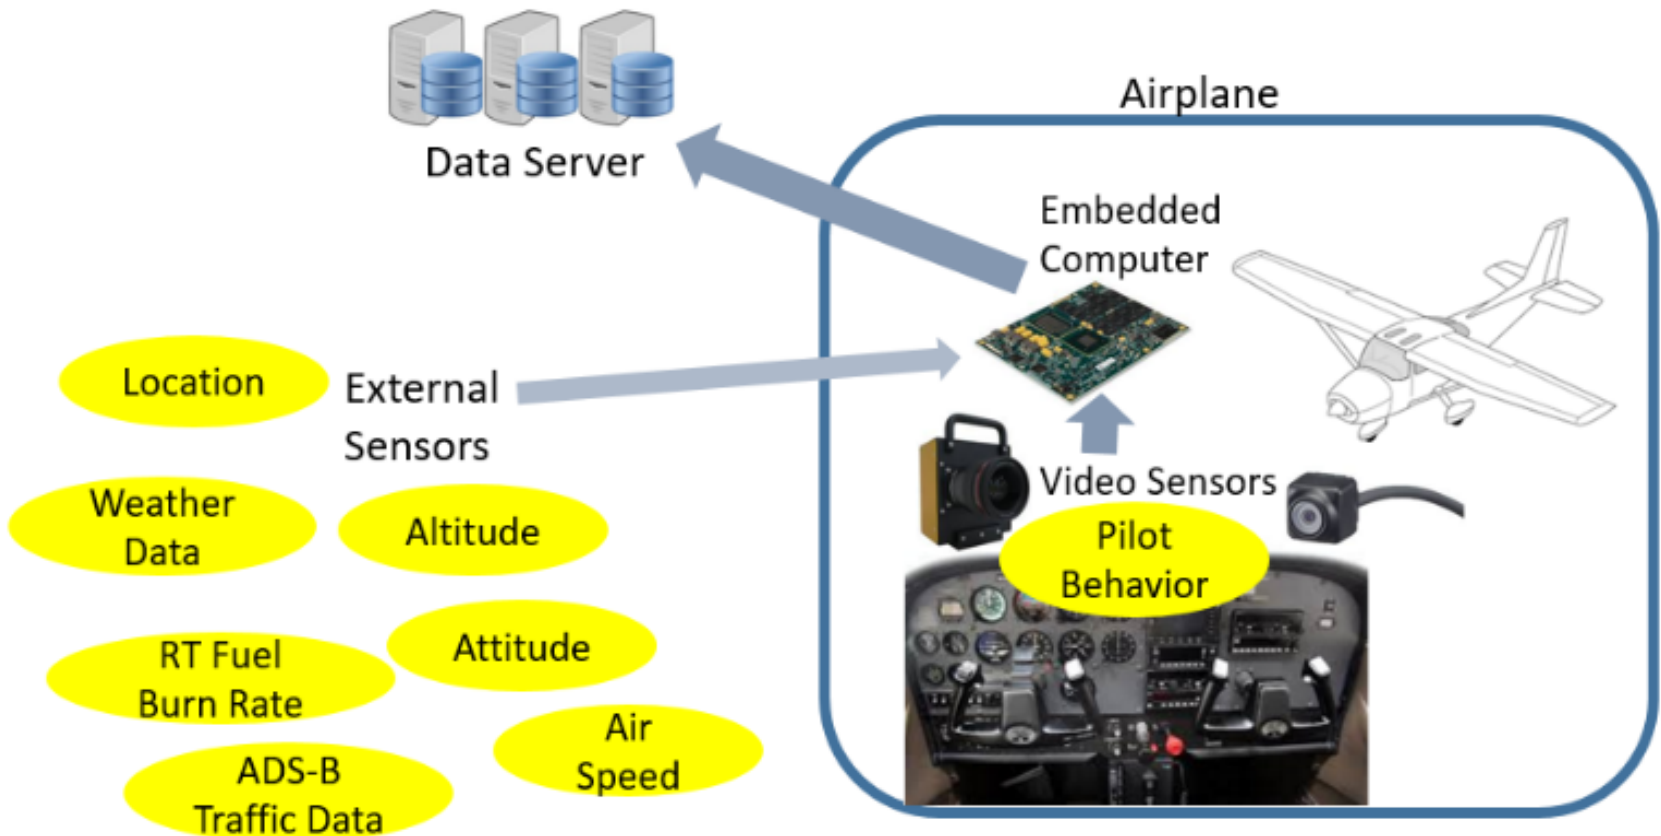 Data Server
Airplane
Embedded
Computer
Location
External
Sensors
Weather
Data
Altitude
RT Fuel
Burn Rate
Attitude
Air
Speed
ADS-B
Traffic Data
Video Sensors
Pilot
Behavior